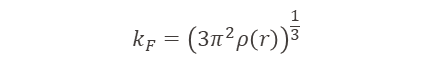 k_F = (3π²ρ(r))^{1/3}